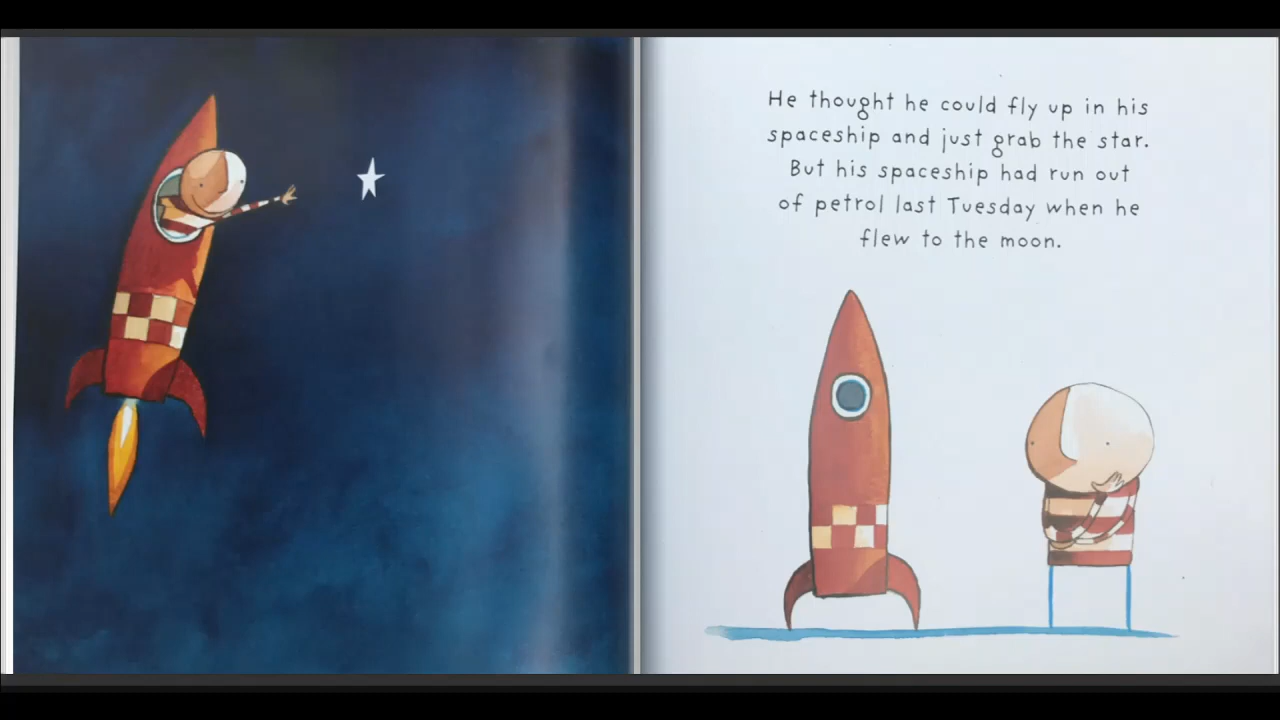 He thought he could fly up in his
spaceship and just grab the star.
But his spaceship had run out
of petrol last Tuesday when he
flew to the moon.